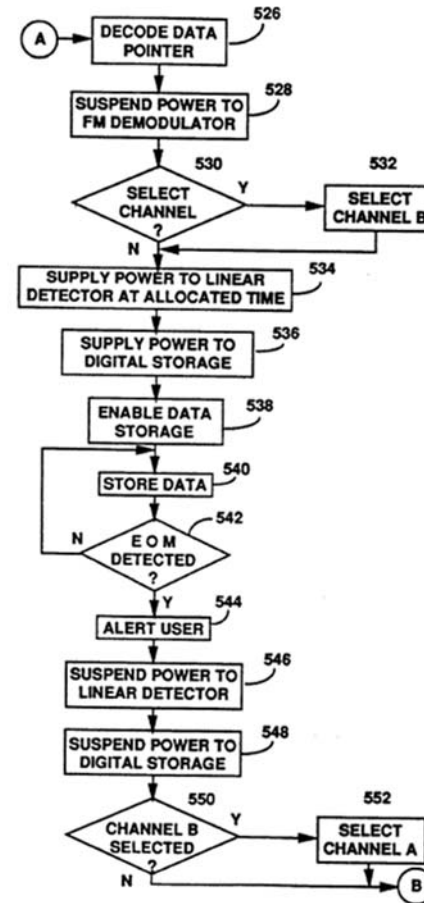 A
DECODE DATA
POINTER
526
SUSPEND POWER TO
FM DEMODULATOR
528
530
SELECT
CHANNEL
?
Y
N
532
SELECT
CHANNEL B
SUPPLY POWER TO LINEAR
DETECTOR AT ALLOCATED TIME
534
SUPPLY POWER TO
DIGITAL STORAGE
536
ENABLE DATA
STORAGE
538
STORE DATA
540
542
E O M
DETECTED
?
N
Y
ALERT USER
544
SUSPEND POWER TO
LINEAR DETECTOR
546
SUSPEND POWER TO
DIGITAL STORAGE
548
550
CHANNEL B
SELECTED
?
Y
N
552
SELECT
CHANNEL A
B